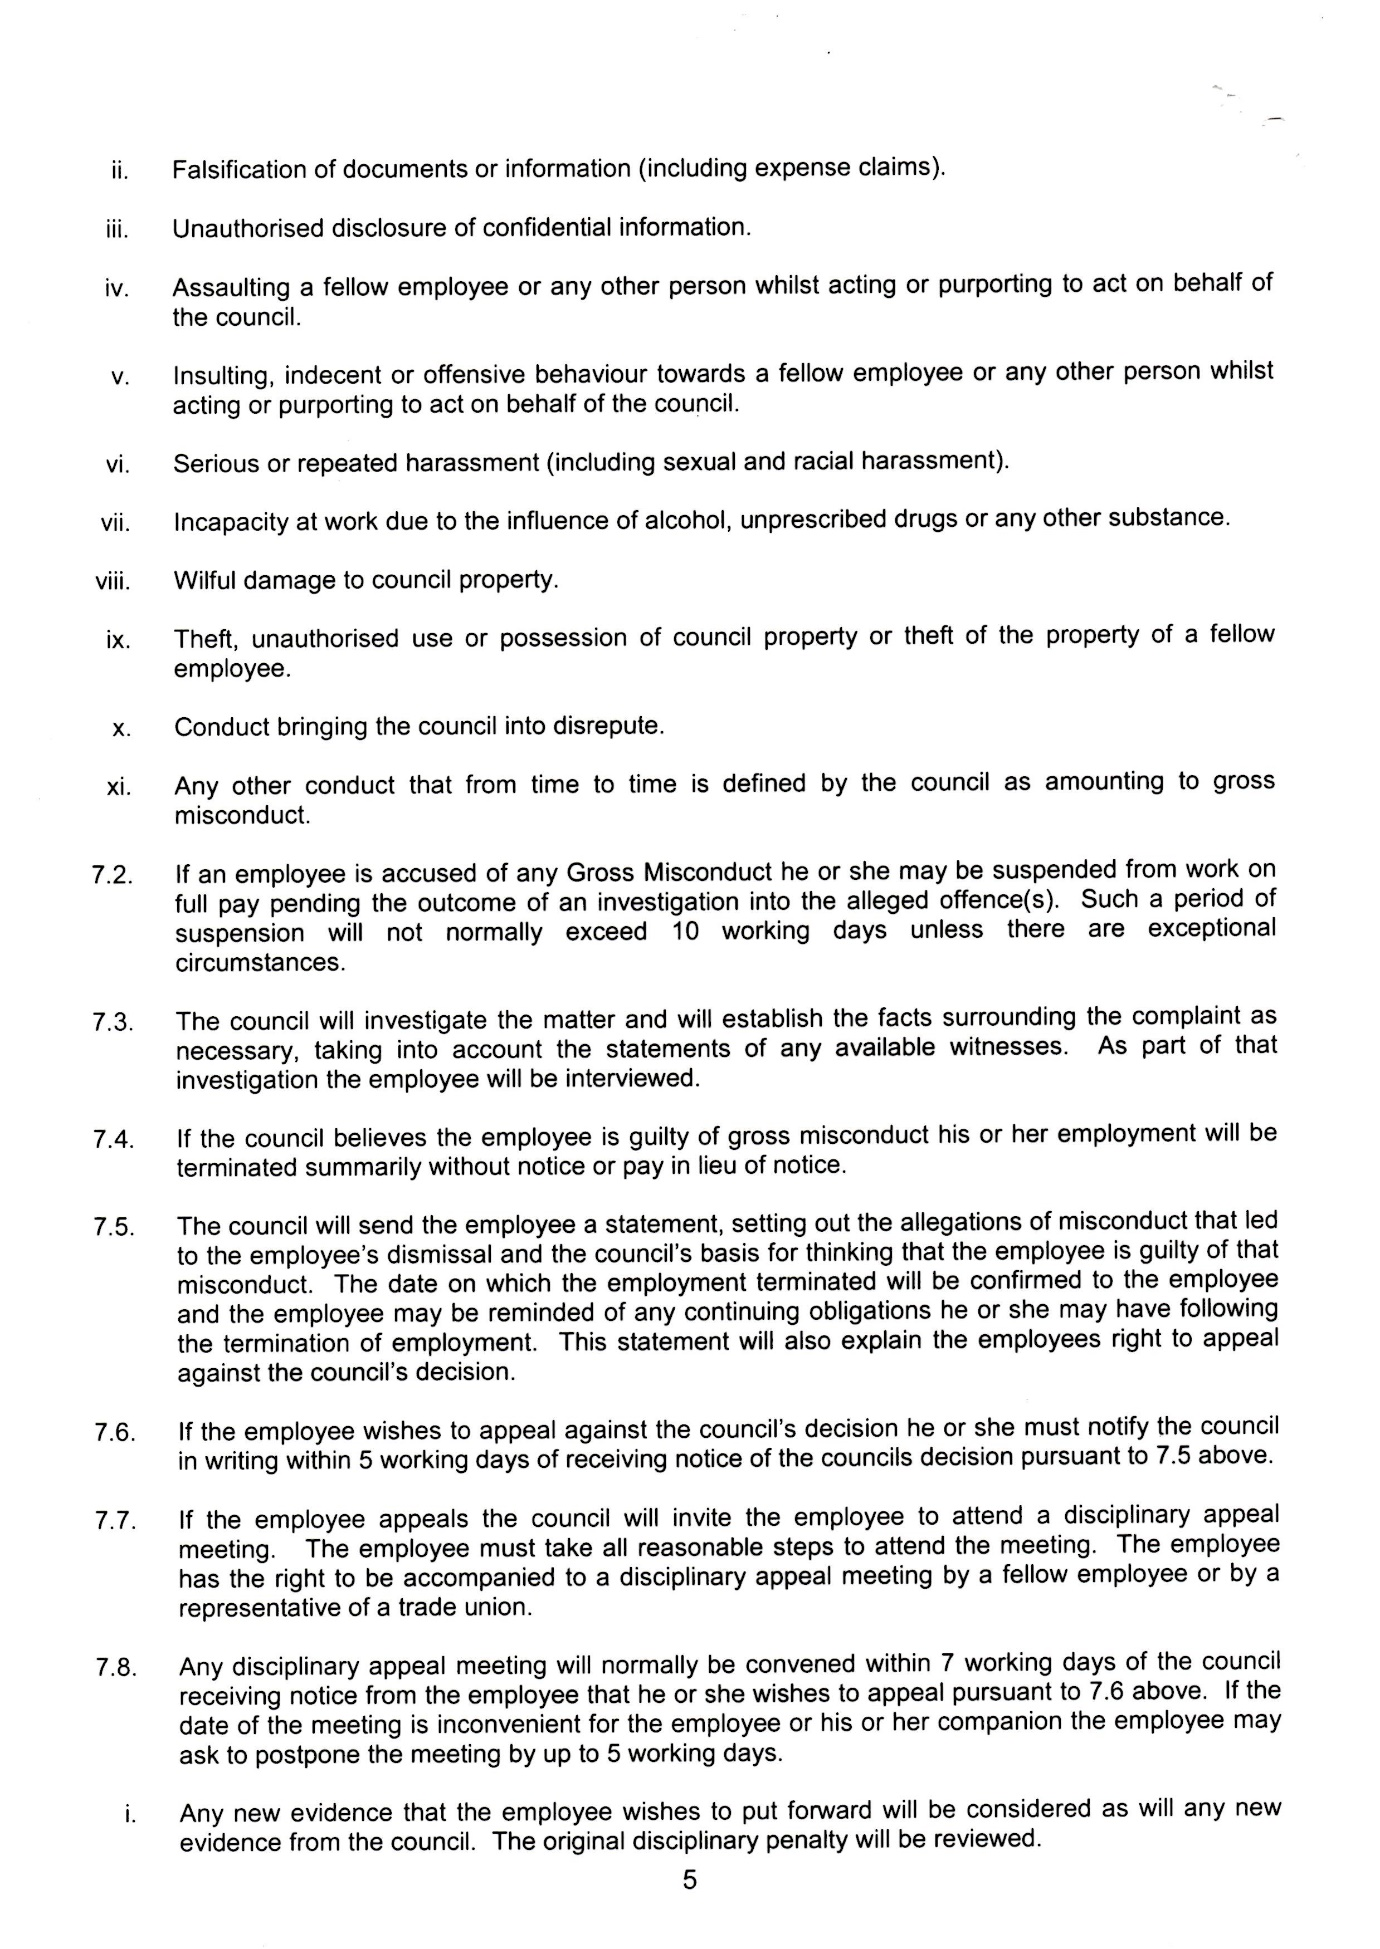 ii. Falsification of documents or information (including expense claims).
iii. Unauthorised disclosure of confidential information.
iv. Assaulting a fellow employee or any other person whilst acting or purporting to act on behalf of
the council.
v. Insulting, indecent or offensive behaviour towards a fellow employee or any other person whilst
acting or purporting to act on behalf of the council.
vi. Serious or repeated harassment (including sexual and racial harassment).
vii. Incapacity at work due to the influence of alcohol, unprescribed drugs or any other substance.
viii. Wilful damage to council property.
ix. Theft, unauthorised use or possession of council property or theft of the property of a fellow
employee.
x. Conduct bringing the council into disrepute.
xi. Any other conduct that from time to time is defined by the council as amounting to gross
misconduct.
7.2. If an employee is accused of any Gross Misconduct he or she may be suspended from work on
full pay pending the outcome of an investigation into the alleged offence(s). Such a period of
suspension will not normally exceed 10 working days unless there are exceptional
circumstances.
7.3. The council will investigate the matter and will establish the facts surrounding the complaint as
necessary, taking into account the statements of any available witnesses. As part of that
investigation the employee will be interviewed.
7.4. If the council believes the employee is guilty of gross misconduct his or her employment will be
terminated summarily without notice or pay in lieu of notice.
7.5. The council will send the employee a statement, setting out the allegations of misconduct that led
to the employee's dismissal and the council's basis for thinking that the employee is guilty of that
misconduct. The date on which the employment terminated will be confirmed to the employee
and the employee may be reminded of any continuing obligations he or she may have following
the termination of employment. This statement will also explain the employees right to appeal
against the council's decision.
7.6. If the employee wishes to appeal against the council's decision he or she must notify the council
in writing within 5 working days of receiving notice of the councils decision pursuant to 7.5 above.
7.7. If the employee appeals the council will invite the employee to attend a disciplinary appeal
meeting. The employee must take all reasonable steps to attend the meeting. The employee
has the right to be accompanied to a disciplinary appeal meeting by a fellow employee or by a
representative of a trade union.
7.8. Any disciplinary appeal meeting will normally be convened within 7 working days of the council
receiving notice from the employee that he or she wishes to appeal pursuant to 7.6 above. If the
date of the meeting is inconvenient for the employee or his or her companion the employee may
ask to postpone the meeting by up to 5 working days.
i. Any new evidence that the employee wishes to put forward will be considered as will any new
evidence from the council. The original disciplinary penalty will be reviewed.
5